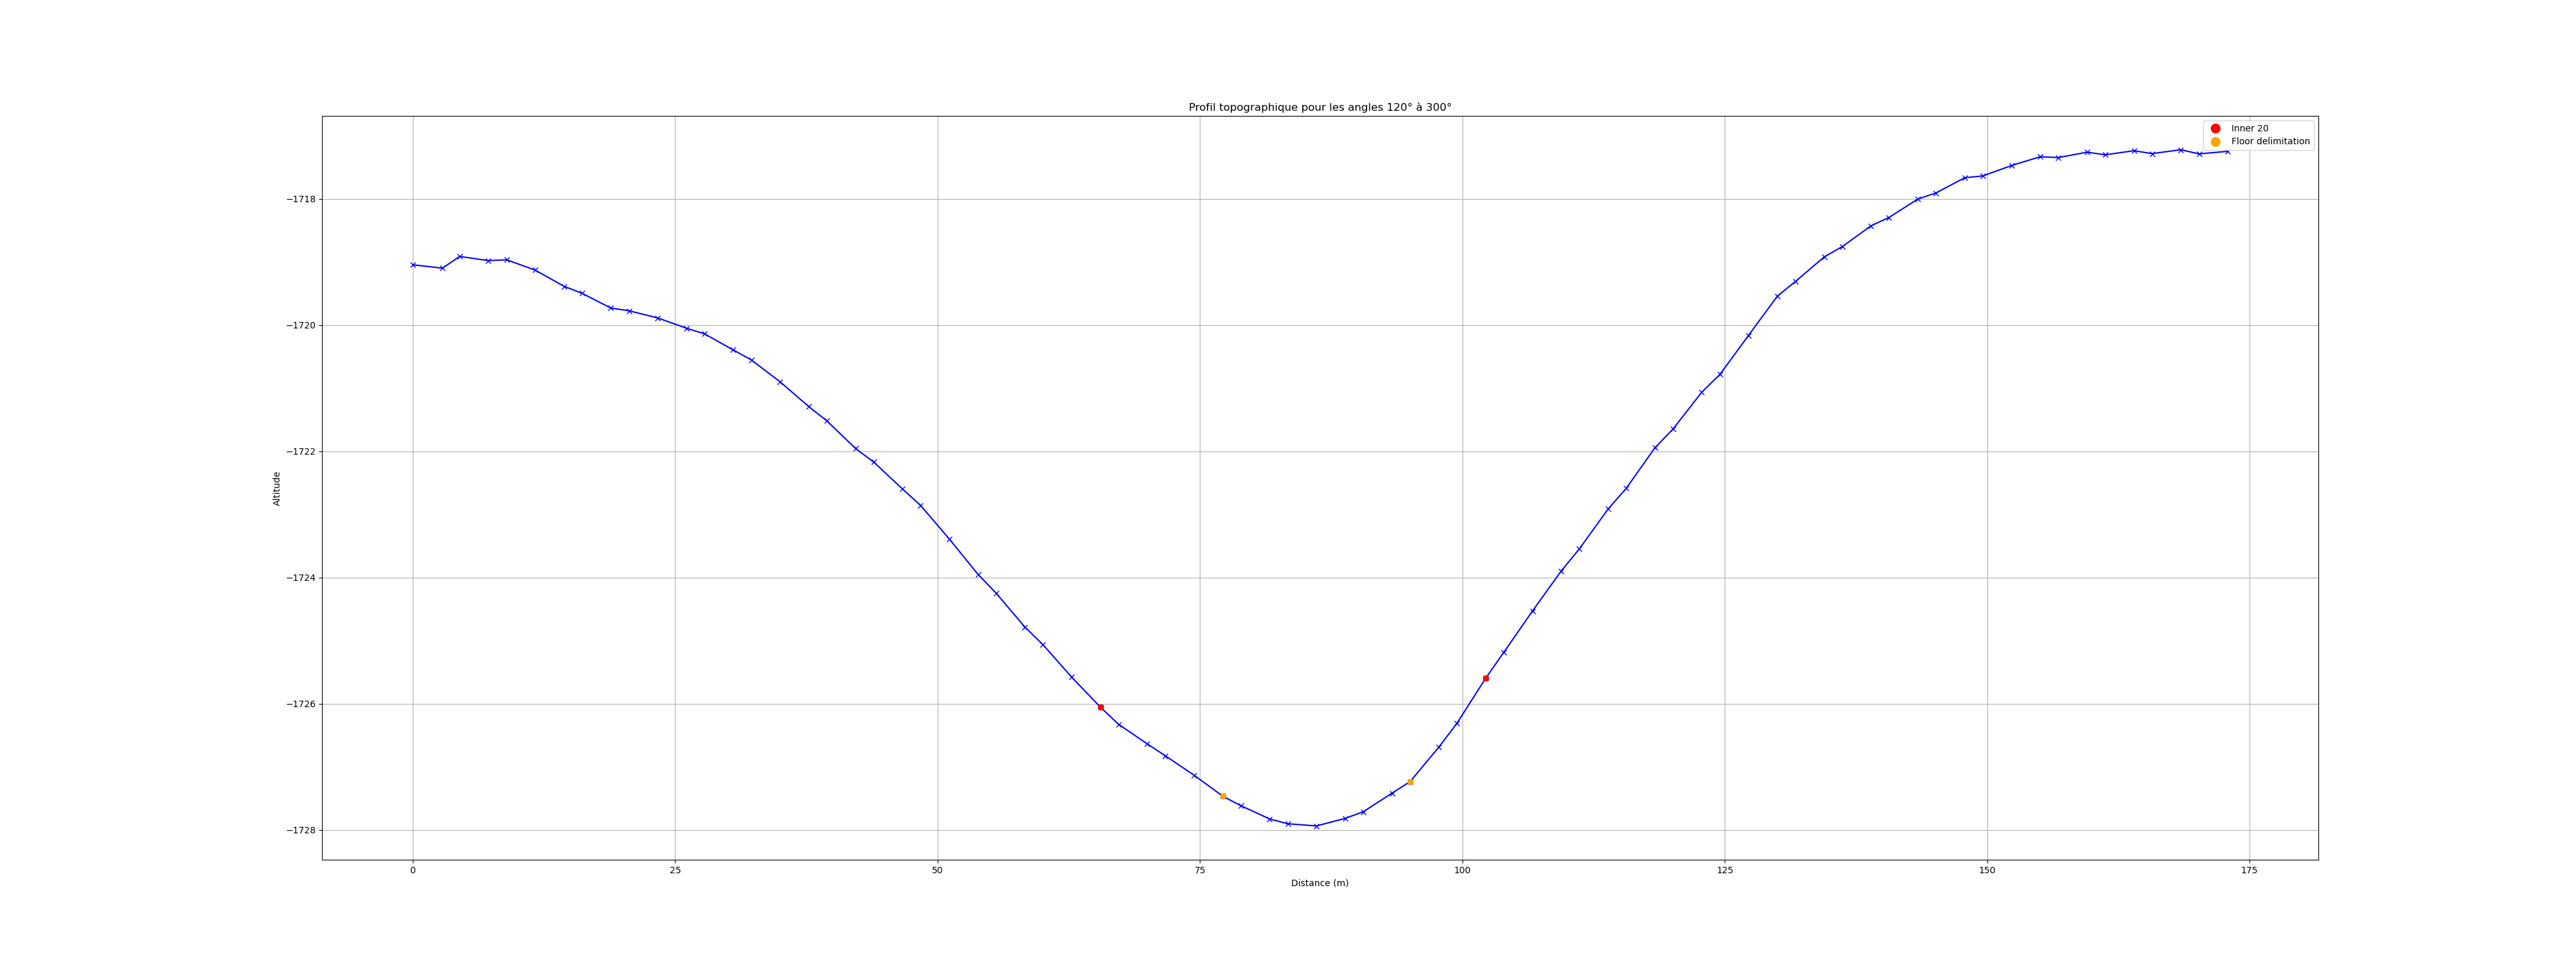 Profil topographique pour les angles 120° à 300°
Inner 20
Floor delimitation
Altitude
−1718
−1720
−1722
−1724
−1726
−1728
0 25 50 75 100 125 150 175
Distance (m)